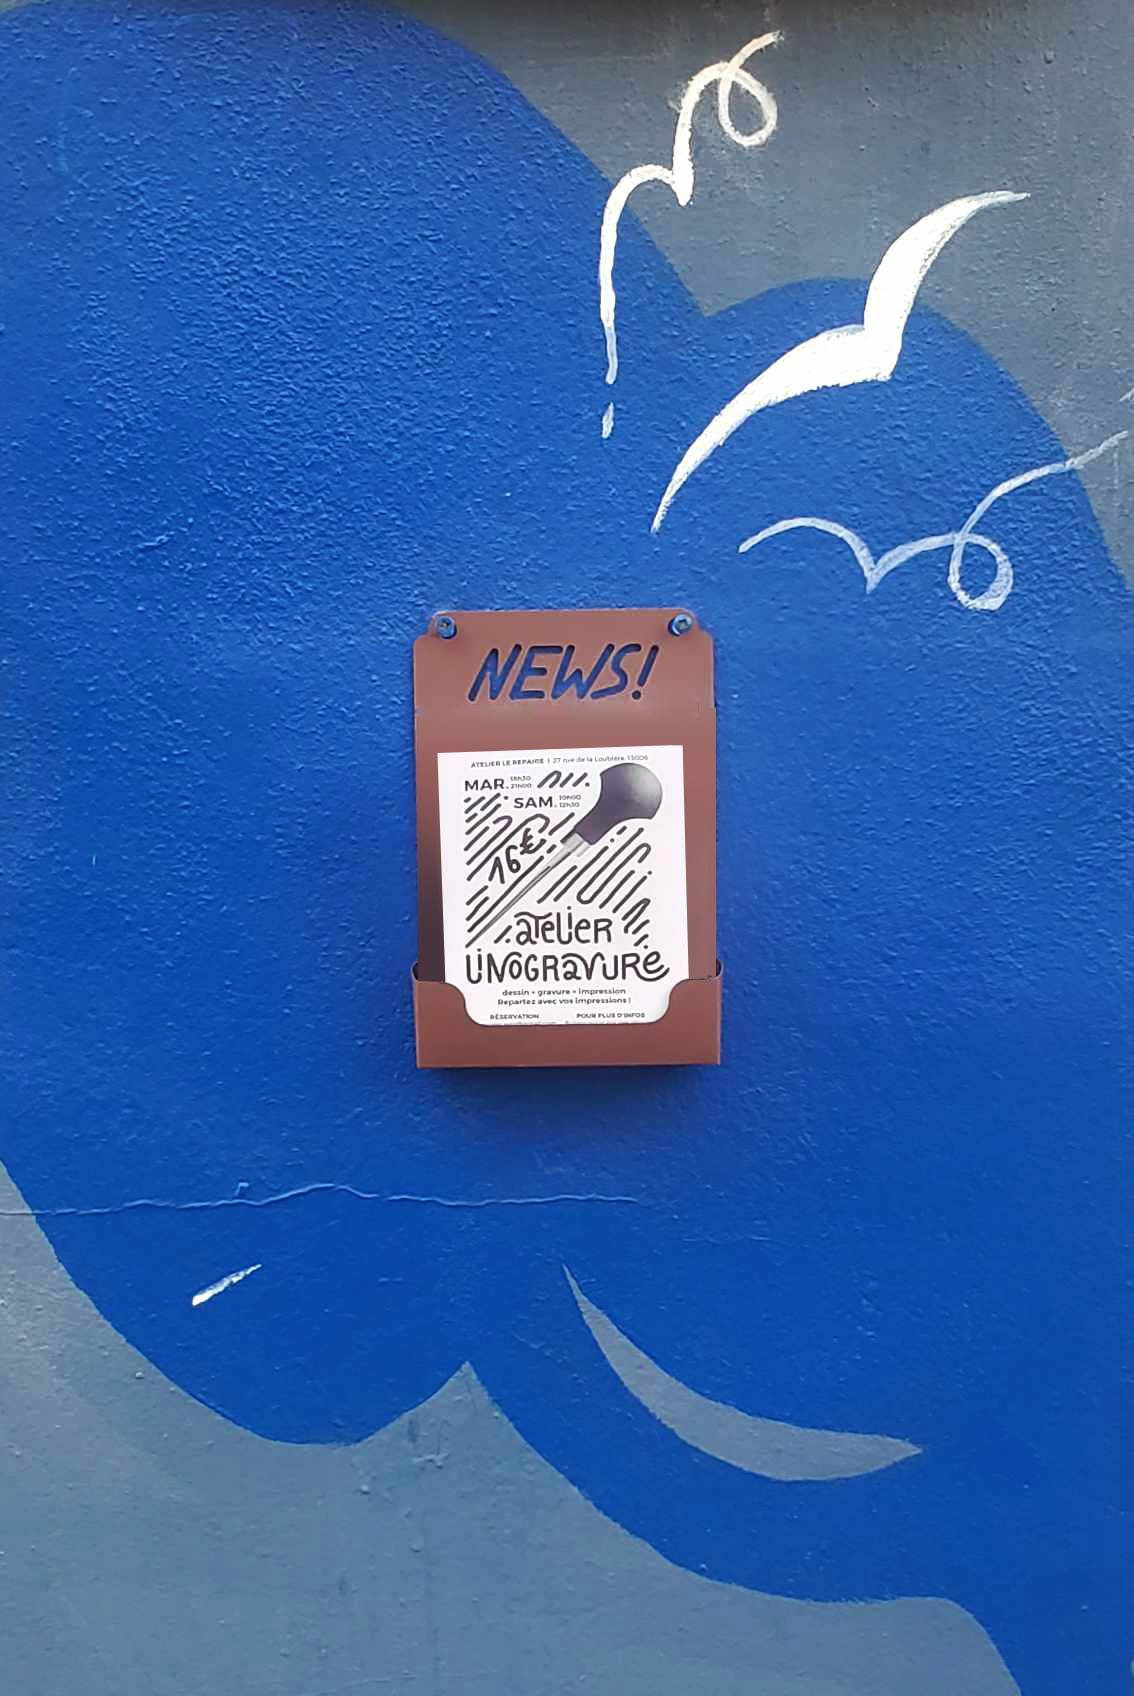 NEWS!
ATELIER LE REPAIRE | 27 rue de la Loubière, 13006
MAR. 18h30
21h00
SAM. 10h00
12h30
16€
atelier
linogravure
dessin + gravure + impression
Repartez avec vos impressions !
RÉSERVATION POUR PLUS D'INFOS